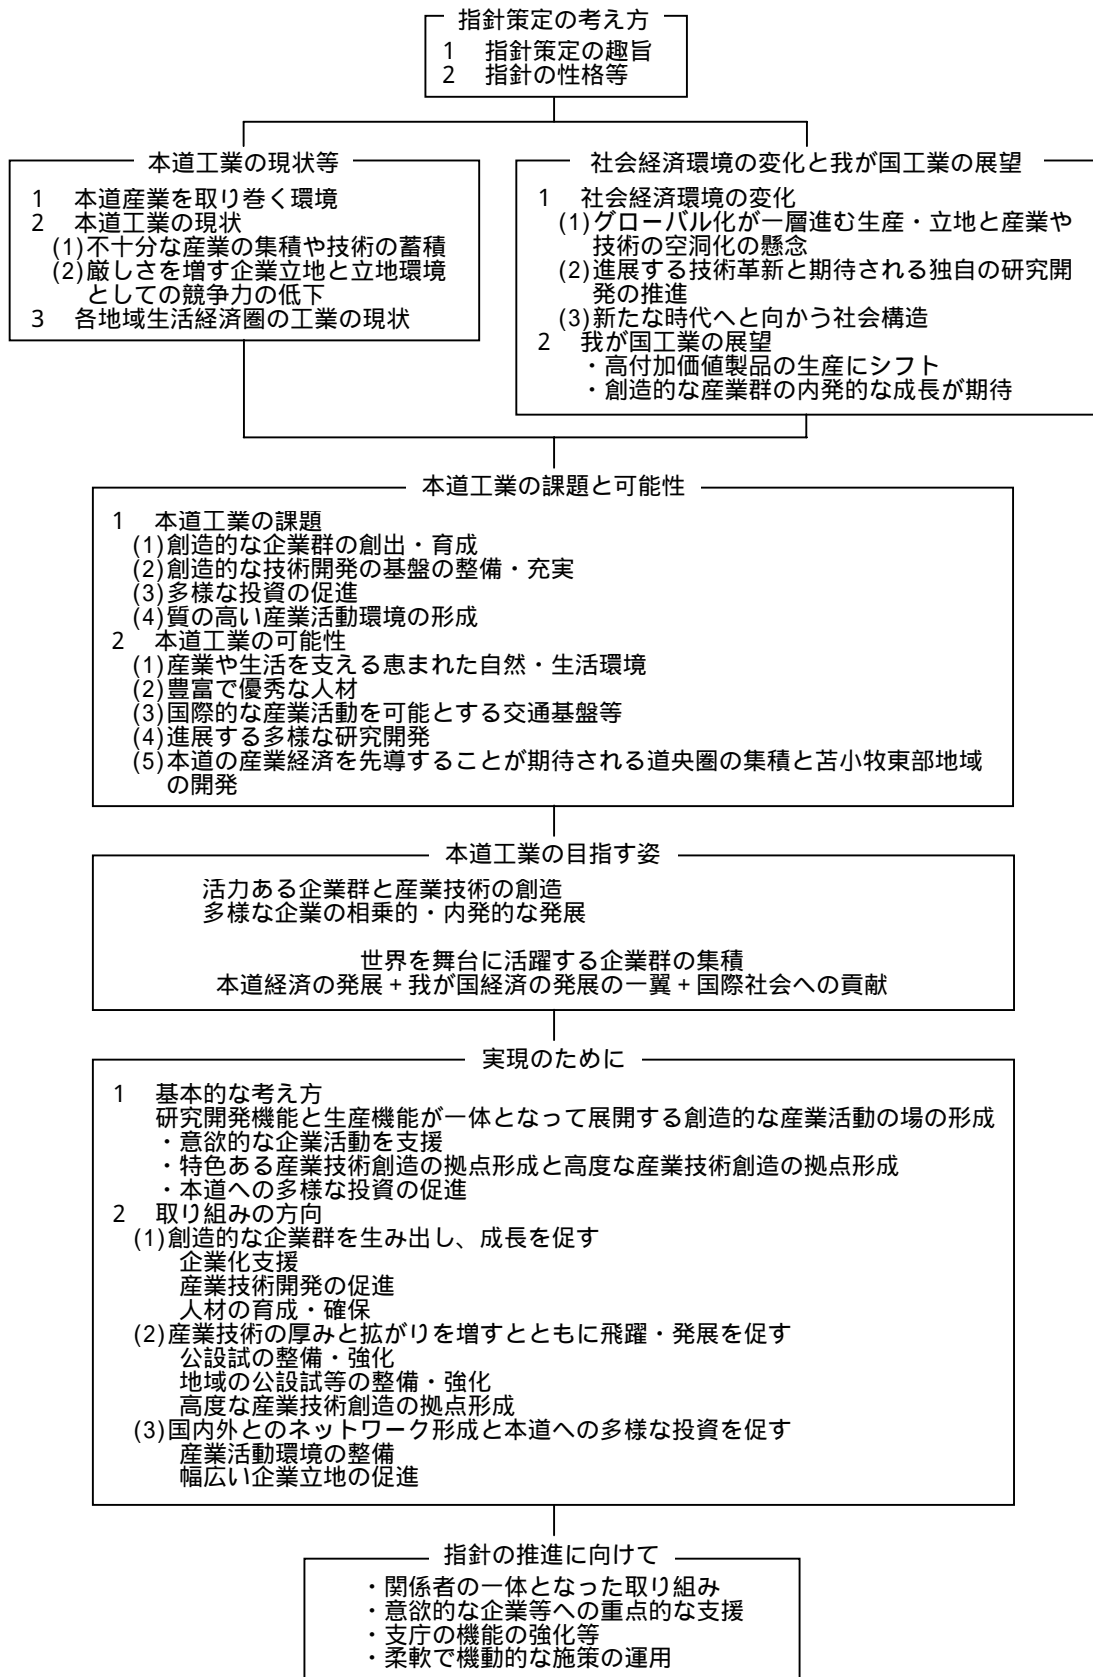 指針策定の考え方
1 指針策定の趣旨
2 指針の性格等
本道工業の現状等
1 本道産業を取り巻く環境
2 本道工業の現状
(1)不十分な産業の集積や技術の蓄積
(2)厳しさを増す企業立地と立地環境
としての競争力の低下
3 各地域生活経済圏の工業の現状
社会経済環境の変化と我が国工業の展望
1 社会経済環境の変化
(1)グローバル化が一層進む生産・立地と産業や
技術の空洞化の懸念
(2)進展する技術革新と期待される独自の研究開
発の推進
(3)新たな時代へと向かう社会構造
2 我が国工業の展望
・高付加価値製品の生産にシフト
・創造的な産業群の内発的な成長が期待
本道工業の課題と可能性
1 本道工業の課題
(1)創造的な企業群の創出・育成
(2)創造的な技術開発の基盤の整備・充実
(3)多様な投資の促進
(4)質の高い産業活動環境の形成
2 本道工業の可能性
(1)産業や生活を支える恵まれた自然・生活環境
(2)豊富で優秀な人材
(3)国際的な産業活動を可能とする交通基盤等
(4)進展する多様な研究開発
(5)本道の産業経済を先導することが期待される道央圏の集積と苫小牧東部地域
の開発
本道工業の目指す姿
活力ある企業群と産業技術の創造
多様な企業の相乗的・内発的な発展
世界を舞台に活躍する企業群の集積
本道経済の発展+我が国経済の発展の一翼+国際社会への貢献
実現のために
1 基本的な考え方
研究開発機能と生産機能が一体となって展開する創造的な産業活動の場の形成
・意欲的な企業活動を支援
・特色ある産業技術創造の拠点形成と高度な産業技術創造の拠点形成
・本道への多様な投資の促進
2 取り組みの方向
(1)創造的な企業群を生み出し、成長を促す
企業化支援
産業技術開発の促進
人材の育成・確保
(2)産業技術の厚みと拡がりを増すとともに飛躍・発展を促す
公設試の整備・強化
地域の公設試等の整備・強化
高度な産業技術創造の拠点形成
(3)国内外とのネットワーク形成と本道への多様な投資を促す
産業活動環境の整備
幅広い企業立地の促進
指針の推進に向けて
・関係者の一体となった取り組み
・意欲的な企業等への重点的な支援
・支庁の機能の強化等
・柔軟で機動的な施策の運用